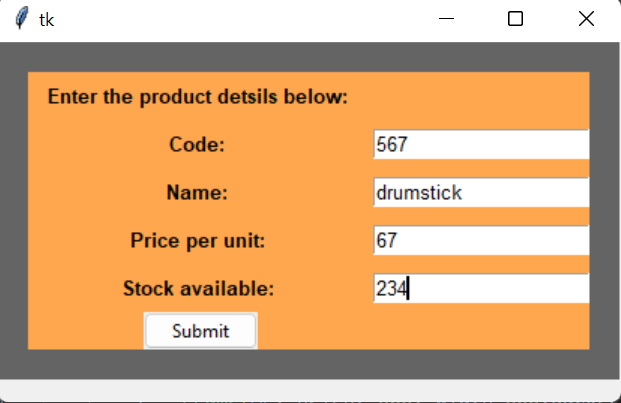 tk
Enter the product detsils below:
Code: 567
Name: drumstick
Price per unit: 67
Stock available: 234
Submit